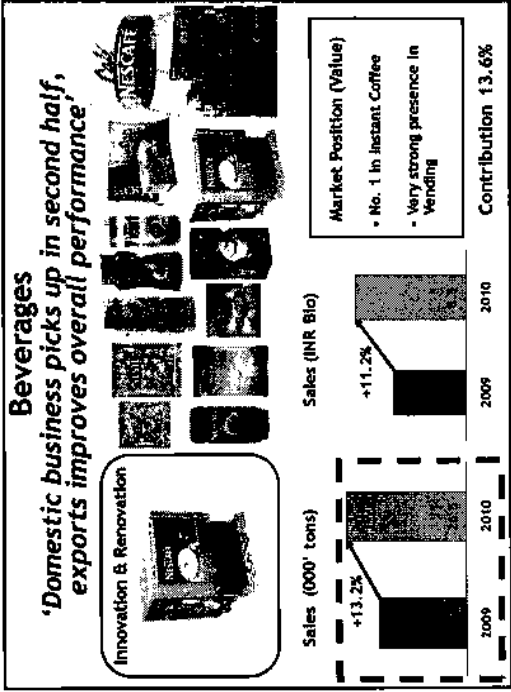 Beverages
'Domestic business picks up in second half,
exports improves overall performance'
Innovation & Renovation
NESCAFÉ
Sales (000' tons)
+13.2%
2009
2010
Sales (INR Bio)
+11.2%
2009
2010
Market Position (Value)
• No. 1 in Instant Coffee
• Very strong presence in
Vending
Contribution 13.6%